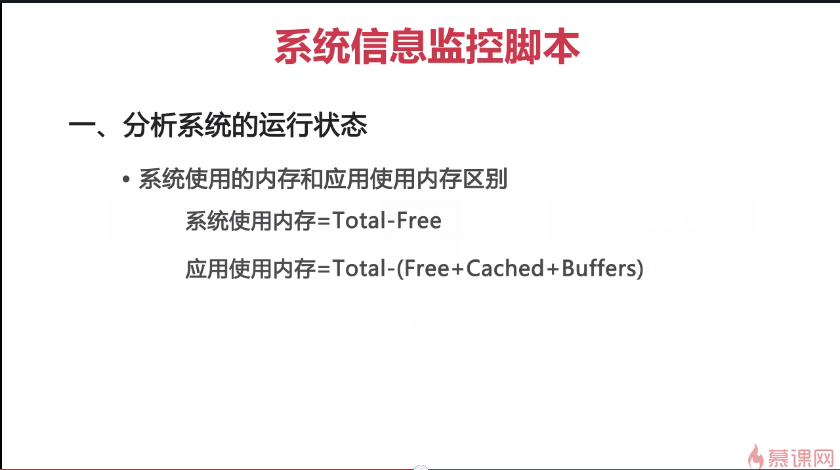 系统信息监控脚本
一、分析系统的运行状态
• 系统使用的内存和应用使用内存区别
系统使用内存=Total-Free
应用使用内存=Total-(Free+Cached+Buffers)
慕课网